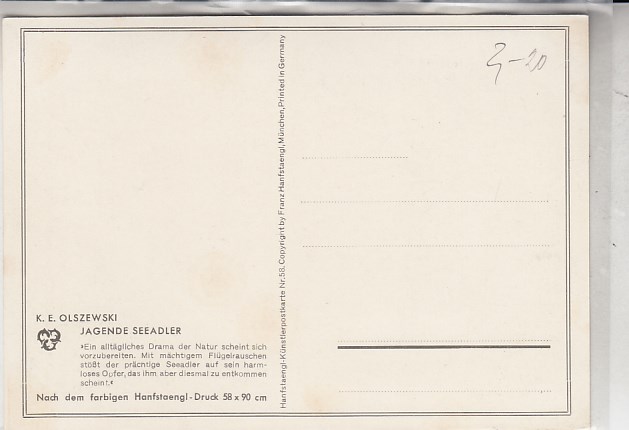 K. E. OLSZEWSKI
JAGENDE SEEADLER
»Ein alltägliches Drama der Natur scheint sich
vorzubereiten. Mit mächtigem Flügelrauschen
stößt der prächtige Seeadler auf sein harm-
loses Opfer, das ihm aber diesmal zu entkommen
scheint.«
Nach dem farbigen Hanfstaengl-Druck 58 x 90 cm
Hanfstaengl-Künstlerpostkarte Nr. 58. Copyright by Franz Hanfstaengl, München, Printed in Germany